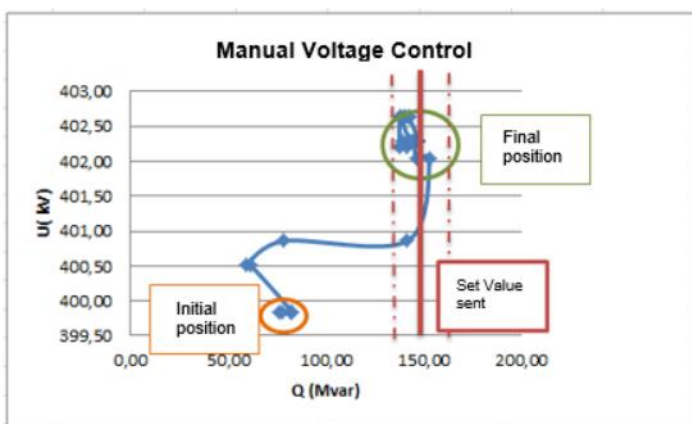 Manual Voltage Control
403,00
402,50
402,00
401,50
401,00
400,50
400,00
399,50
U( kV)
Final
position
Initial
position
Set Value
sent
0,00 50,00 100,00 150,00 200,00
Q (Mvar)